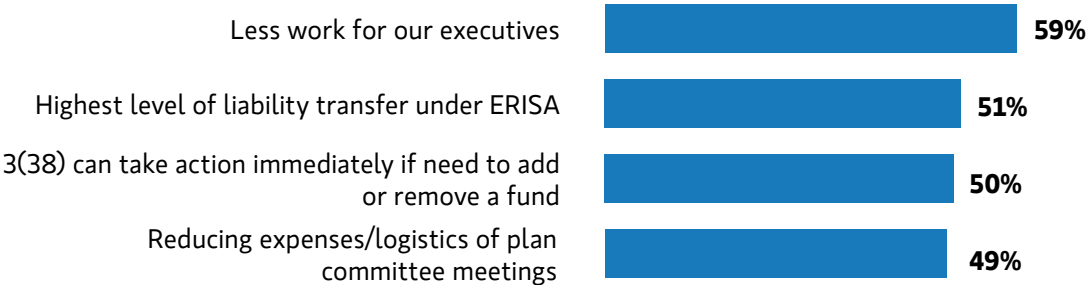 Less work for our executives
59%
Highest level of liability transfer under ERISA
51%
3(38) can take action immediately if need to add
or remove a fund
50%
Reducing expenses/logistics of plan
committee meetings
49%